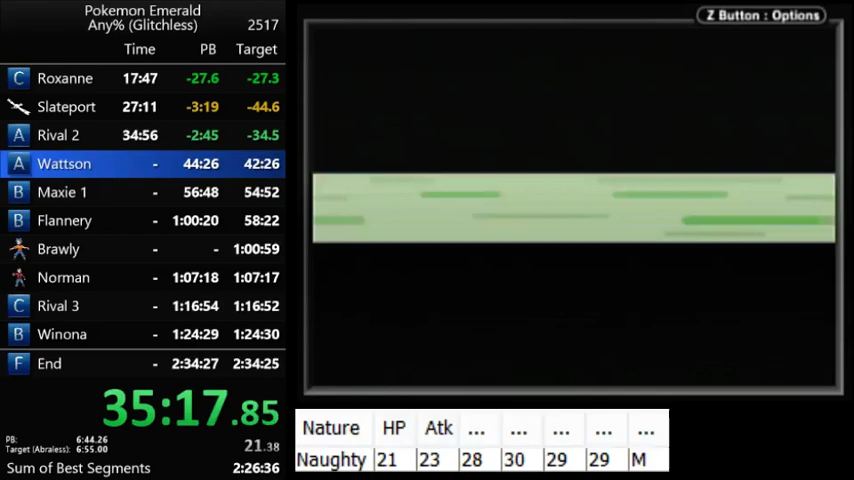 Pokemon Emerald
Any% (Glitchless) 2517
Time PB Target
C Roxanne 17:47 -27.6 -27.3
Slateport 27:11 -3:19 -44.6
A Rival 2 34:56 -2:45 -34.5
A Wattson - 44:26 42:26
B Maxie 1 - 56:48 54:52
B Flannery - 1:00:20 58:22
Brawly - - 1:00:59
Norman - 1:07:18 1:07:17
C Rival 3 - 1:16:54 1:16:52
B Winona - 1:24:29 1:24:30
F End - 2:34:27 2:34:25
35:17.85
PB: 6:44.26
Target (Abraless): 6:55.00
21.38
Sum of Best Segments 2:26:36
Z Button : Options
Nature HP Atk ... ... ... ... ...
Naughty 21 23 28 30 29 29 M